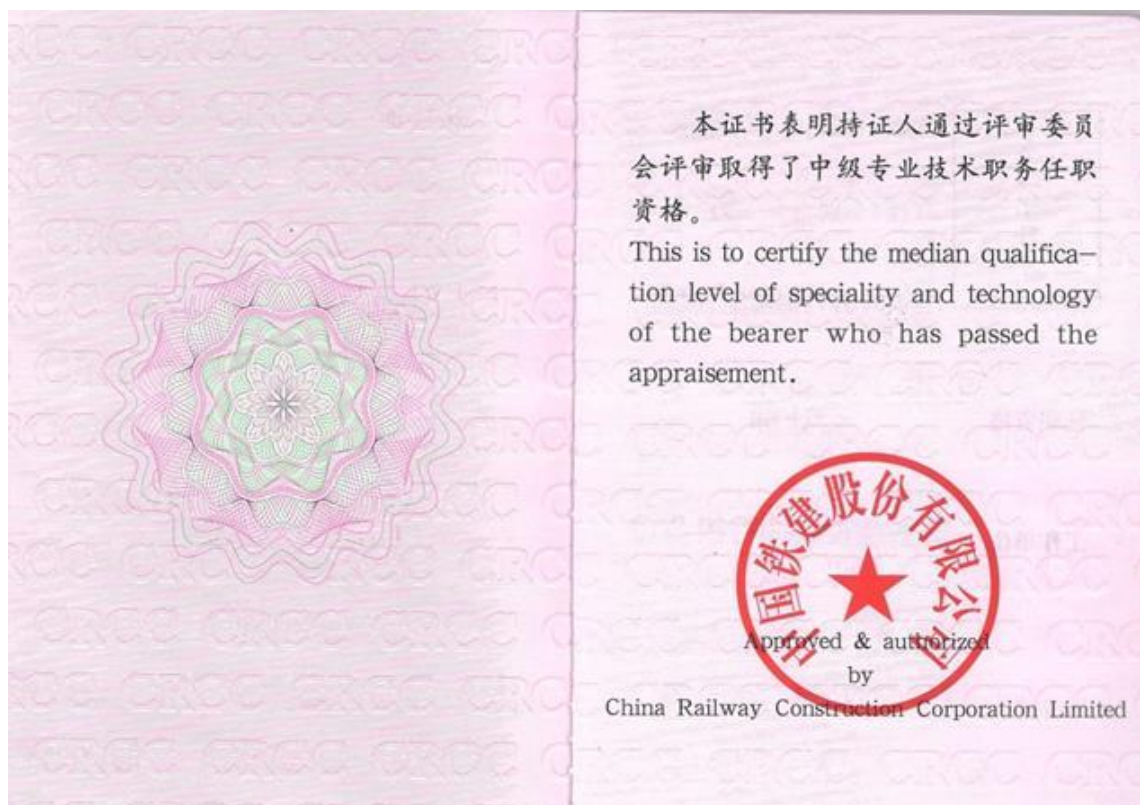 本证书表明持证人通过评审委员
会评审取得了中级专业技术职务任职
资格。
This is to certify the median qualifica-
tion level of speciality and technology
of the bearer who has passed the
appraisement.
中国铁建股份有限公司
Approved & authorized
by
China Railway Construction Corporation Limited
CRCC